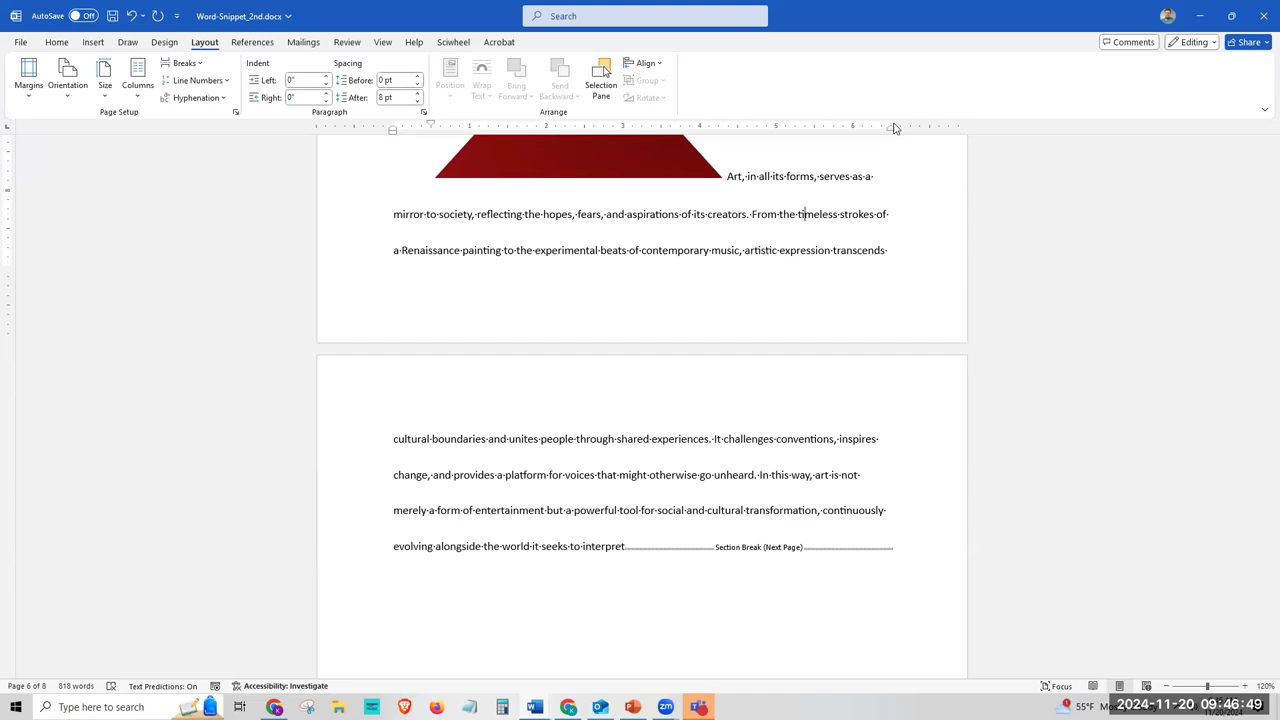 AutoSave Off Word-Snippet_2nd.docx Search
File Home Insert Draw Design Layout References Mailings Review View Help Sciwheel Acrobat Comments Editing Share
Margins Orientation Size Columns Breaks Line Numbers Hyphenation
Page Setup
Indent Spacing
Left: 0" Before: 0 pt
Right: 0" After: 8 pt
Paragraph
Position Wrap Text Bring Forward Send Backward Selection Pane Align Group Rotate
Arrange
1 2 3 4 5 6
Art, in all its forms, serves as a
mirror to society, reflecting the hopes, fears, and aspirations of its creators. From the timeless strokes of
a Renaissance painting to the experimental beats of contemporary music, artistic expression transcends
cultural boundaries and unites people through shared experiences. It challenges conventions, inspires
change, and provides a platform for voices that might otherwise go unheard. In this way, art is not
merely a form of entertainment but a powerful tool for social and cultural transformation, continuously
evolving alongside the world it seeks to interpret Section Break (Next Page)
Page 6 of 8 818 words Text Predictions: On Accessibility: Investigate Focus 120%
Type here to search 55°F 2024-11-20 09:46:49